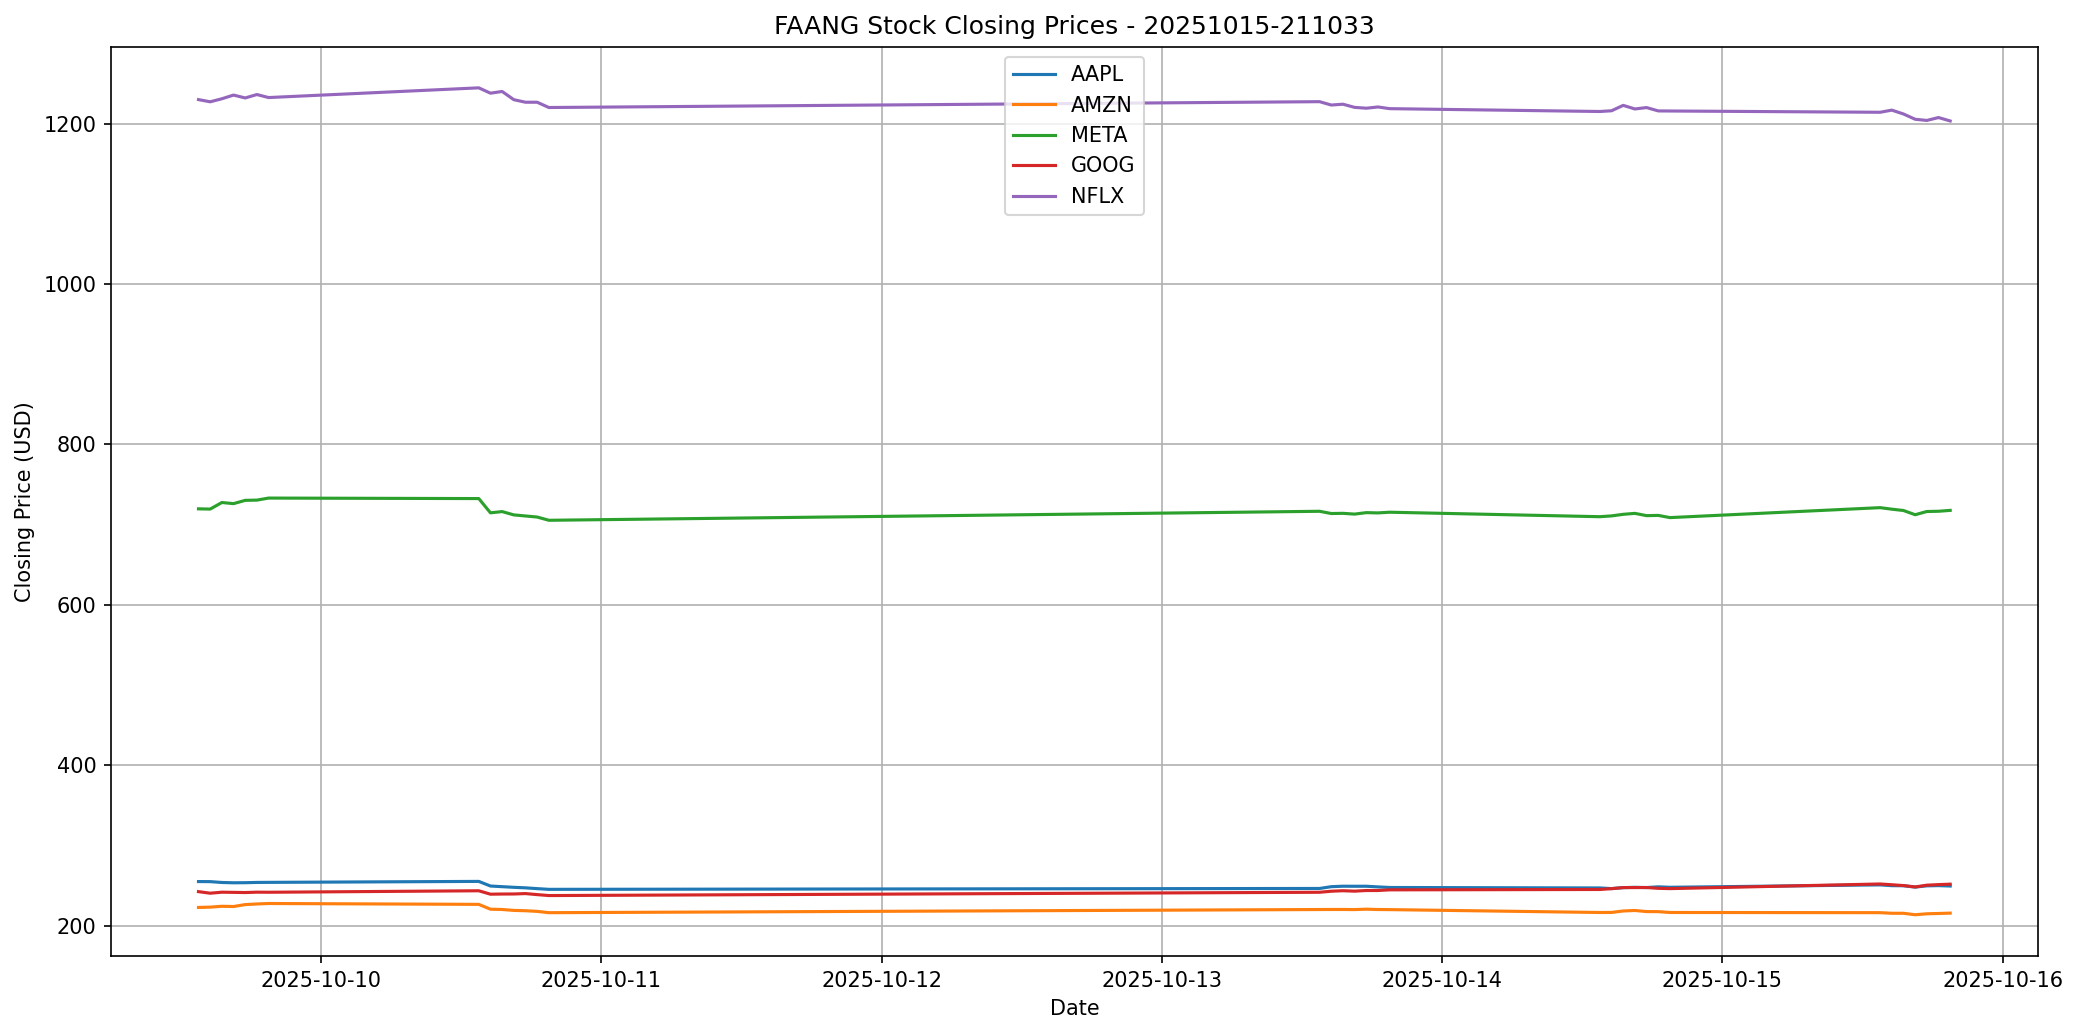 FAANG Stock Closing Prices - 20251015-211033
AAPL
AMZN
META
GOOG
NFLX
Closing Price (USD)
1200
1000
800
600
400
200
2025-10-10 2025-10-11 2025-10-12 2025-10-13 2025-10-14 2025-10-15 2025-10-16
Date